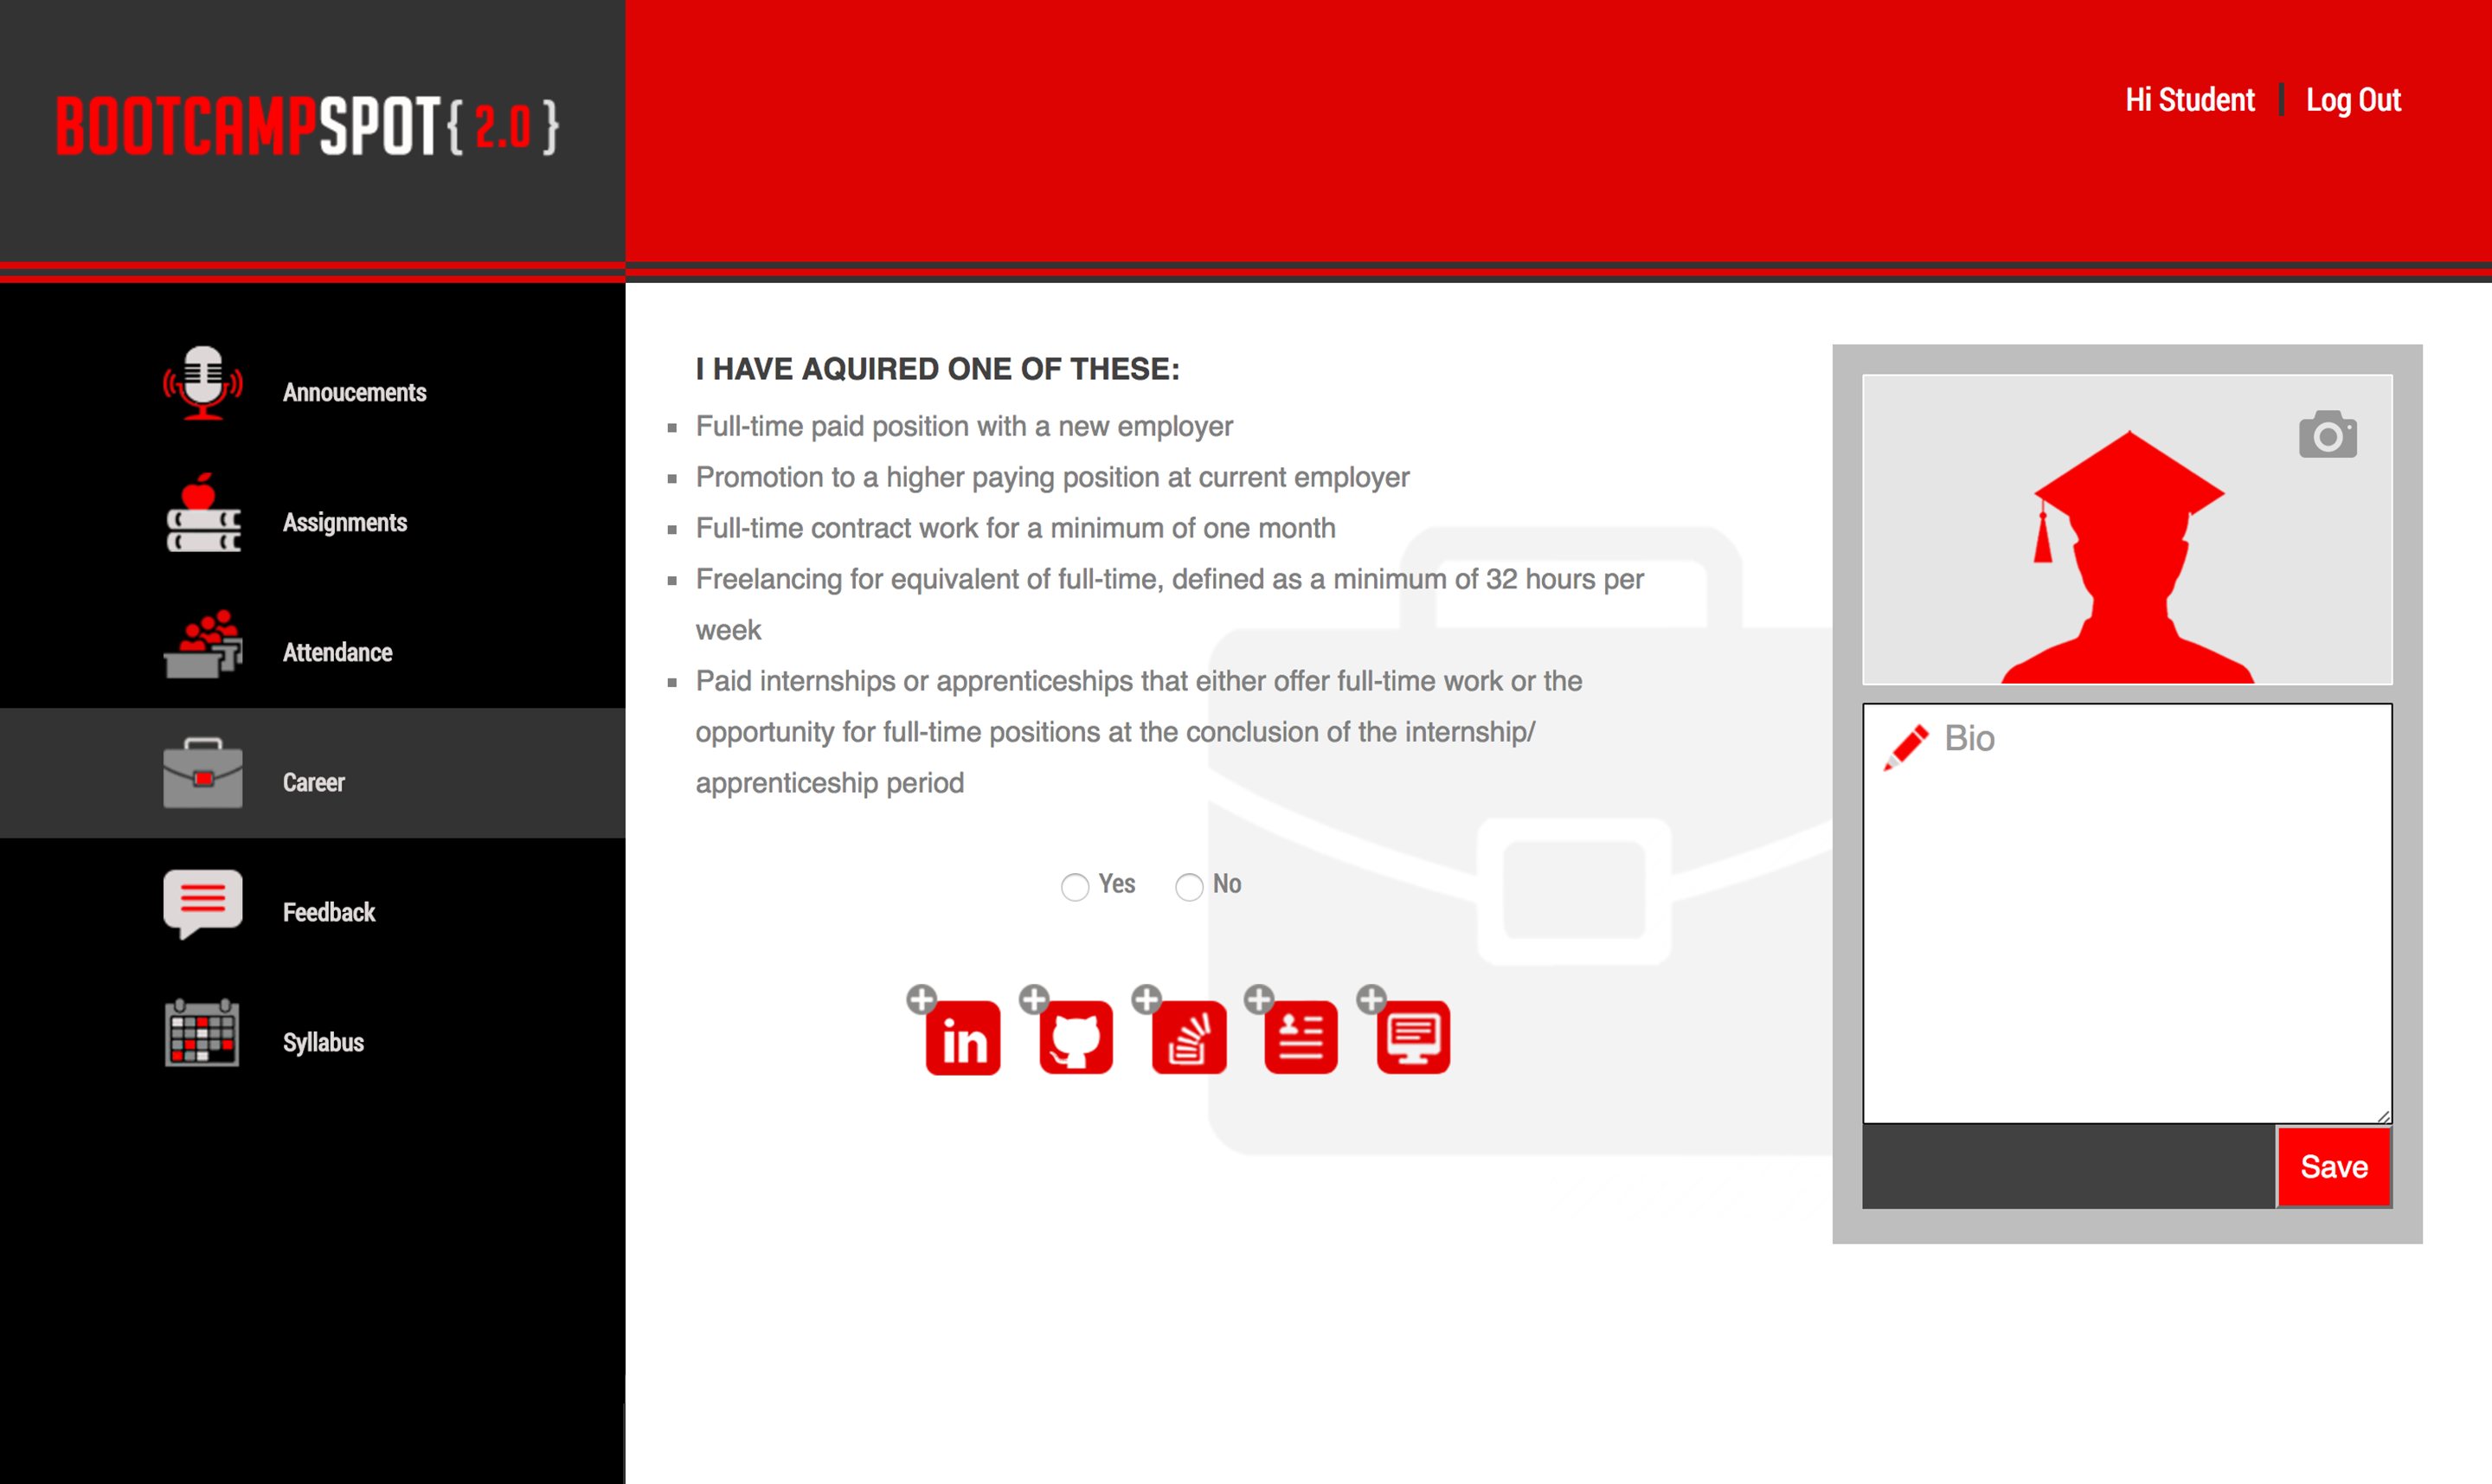 BOOTCAMPSPOT{ 2.0 }
Hi Student | Log Out
Annoucements
Assignments
Attendance
Career
Feedback
Syllabus
I HAVE AQUIRED ONE OF THESE:
▪ Full-time paid position with a new employer
▪ Promotion to a higher paying position at current employer
▪ Full-time contract work for a minimum of one month
▪ Freelancing for equivalent of full-time, defined as a minimum of 32 hours per
week
▪ Paid internships or apprenticeships that either offer full-time work or the
opportunity for full-time positions at the conclusion of the internship/
apprenticeship period
Yes No
in
Bio
Save